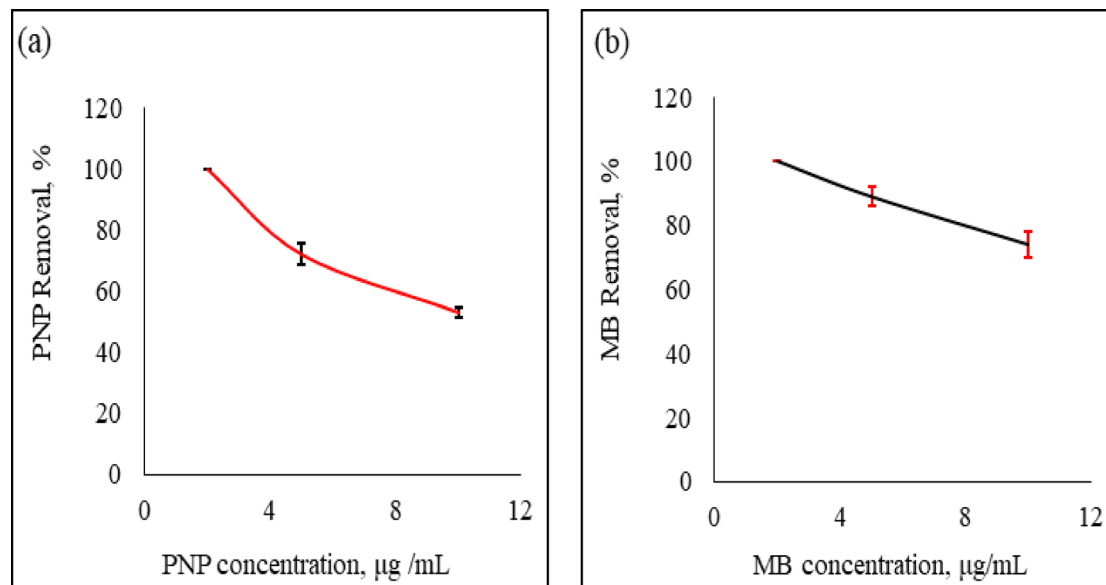 (a)
PNP Removal, %
120
100
80
60
40
20
0
0 4 8 12
PNP concentration, μg /mL
(b)
MB Removal, %
120
100
80
60
40
20
0
0 4 8 12
MB concentration, μg/mL